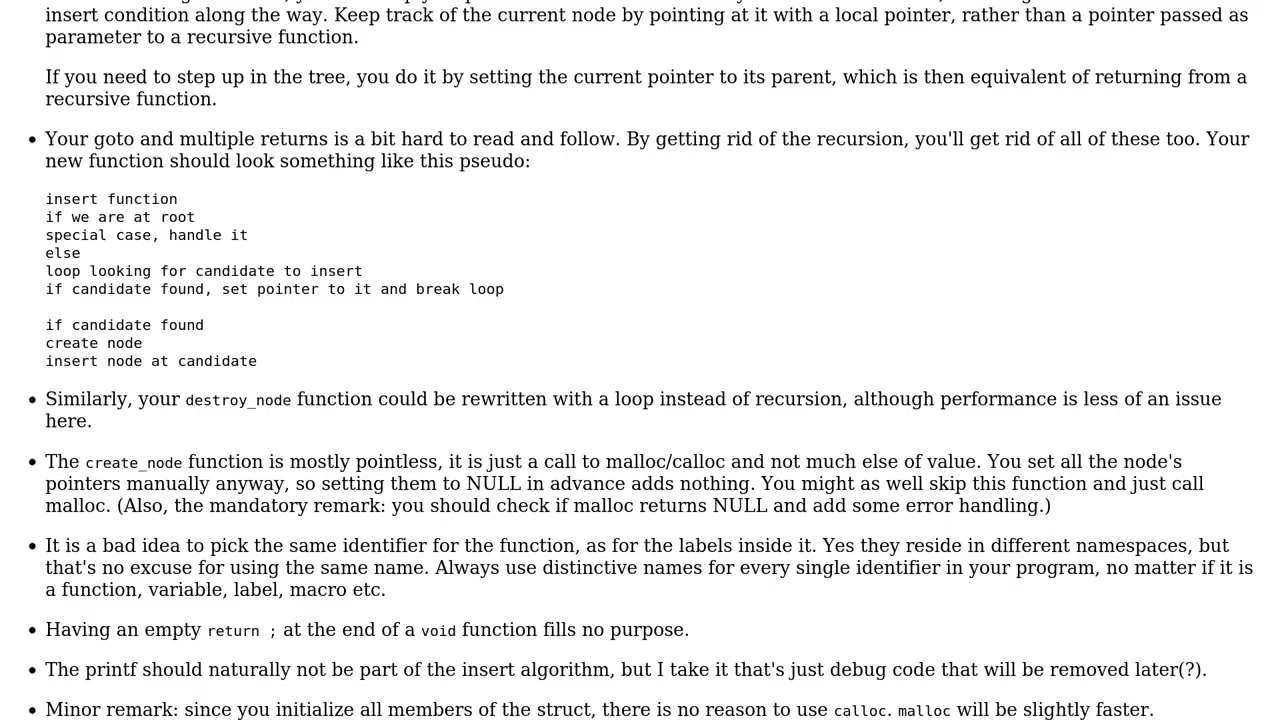 insert condition along the way. Keep track of the current node by pointing at it with a local pointer, rather than a pointer passed as
parameter to a recursive function.
If you need to step up in the tree, you do it by setting the current pointer to its parent, which is then equivalent of returning from a
recursive function.
• Your goto and multiple returns is a bit hard to read and follow. By getting rid of the recursion, you'll get rid of all of these too. Your
new function should look something like this pseudo:
insert function
if we are at root
special case, handle it
else
loop looking for candidate to insert
if candidate found, set pointer to it and break loop
if candidate found
create node
insert node at candidate
• Similarly, your destroy_node function could be rewritten with a loop instead of recursion, although performance is less of an issue
here.
• The create_node function is mostly pointless, it is just a call to malloc/calloc and not much else of value. You set all the node's
pointers manually anyway, so setting them to NULL in advance adds nothing. You might as well skip this function and just call
malloc. (Also, the mandatory remark: you should check if malloc returns NULL and add some error handling.)
• It is a bad idea to pick the same identifier for the function, as for the labels inside it. Yes they reside in different namespaces, but
that's no excuse for using the same name. Always use distinctive names for every single identifier in your program, no matter if it is
a function, variable, label, macro etc.
• Having an empty return ; at the end of a void function fills no purpose.
• The printf should naturally not be part of the insert algorithm, but I take it that's just debug code that will be removed later(?).
• Minor remark: since you initialize all members of the struct, there is no reason to use calloc. malloc will be slightly faster.